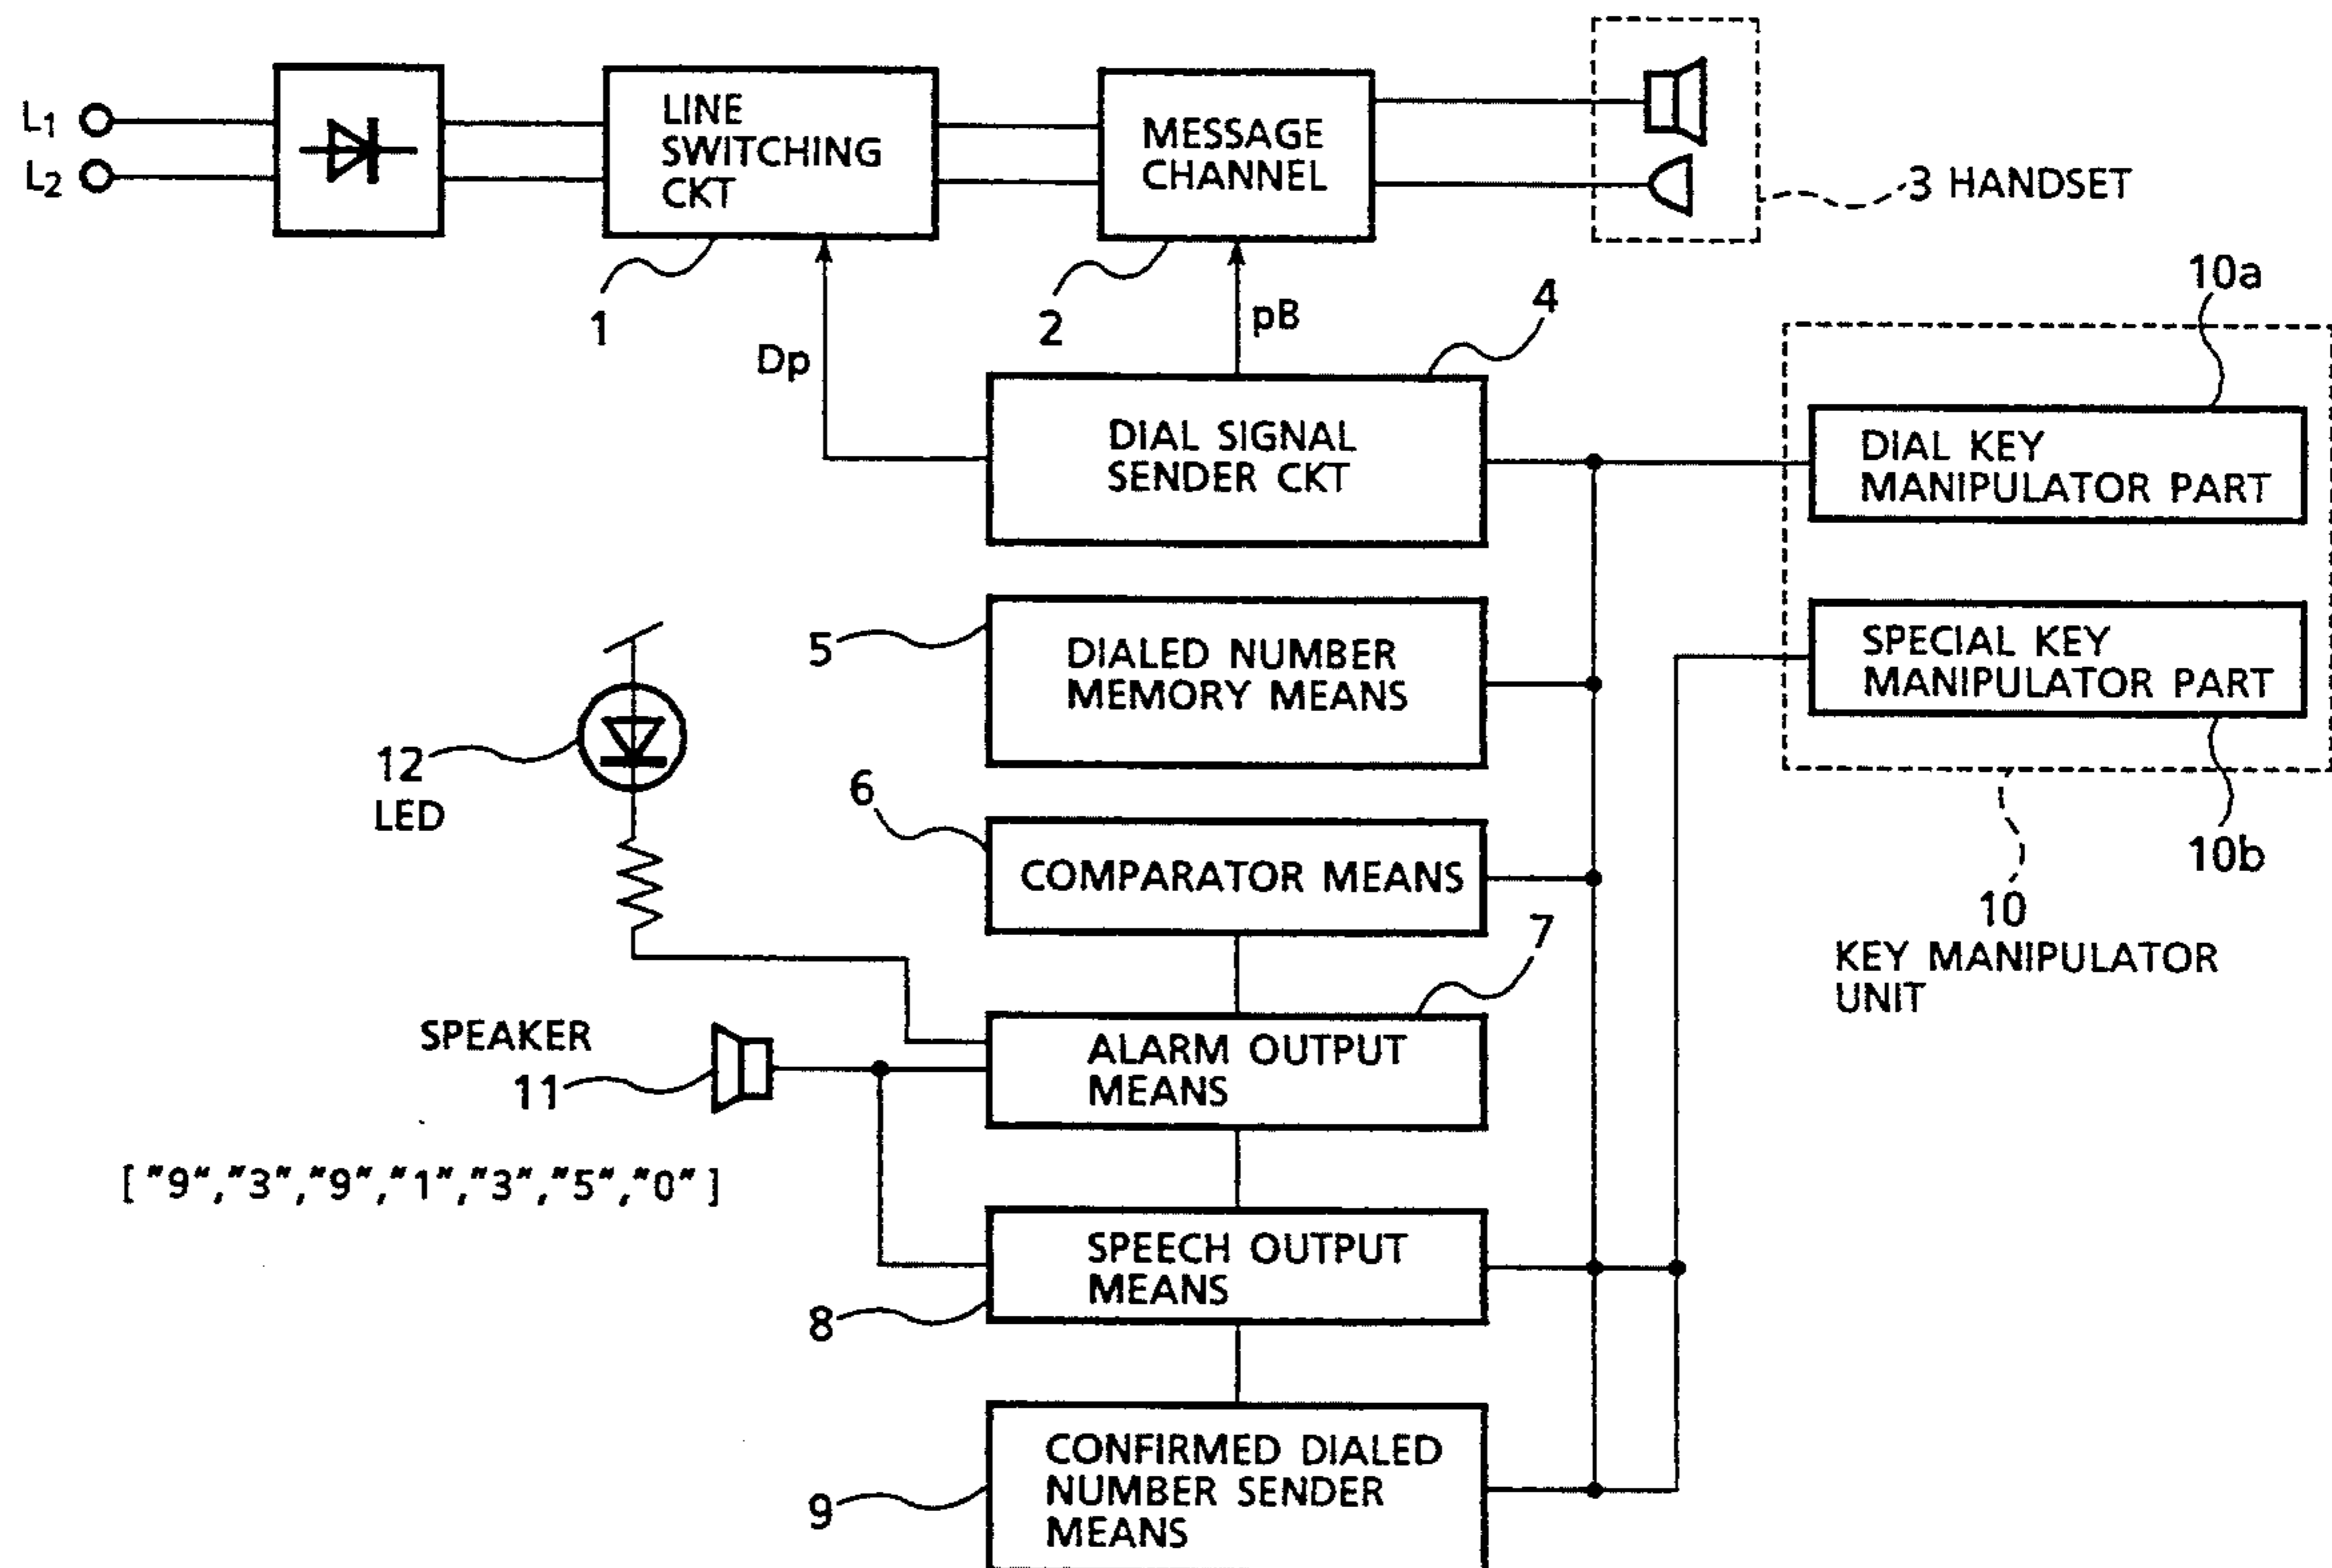 L1
L2
LINE
SWITCHING
CKT
MESSAGE
CHANNEL
3 HANDSET
1
2
Dp
pB
4
10a
DIAL SIGNAL
SENDER CKT
DIAL KEY
MANIPULATOR PART
5
DIALED NUMBER
MEMORY MEANS
SPECIAL KEY
MANIPULATOR PART
12
LED
6
COMPARATOR MEANS
10b
10
KEY MANIPULATOR
UNIT
7
SPEAKER
11
ALARM OUTPUT
MEANS
["9","3","9","1","3","5","0"]
8
SPEECH OUTPUT
MEANS
9
CONFIRMED DIALED
NUMBER SENDER
MEANS